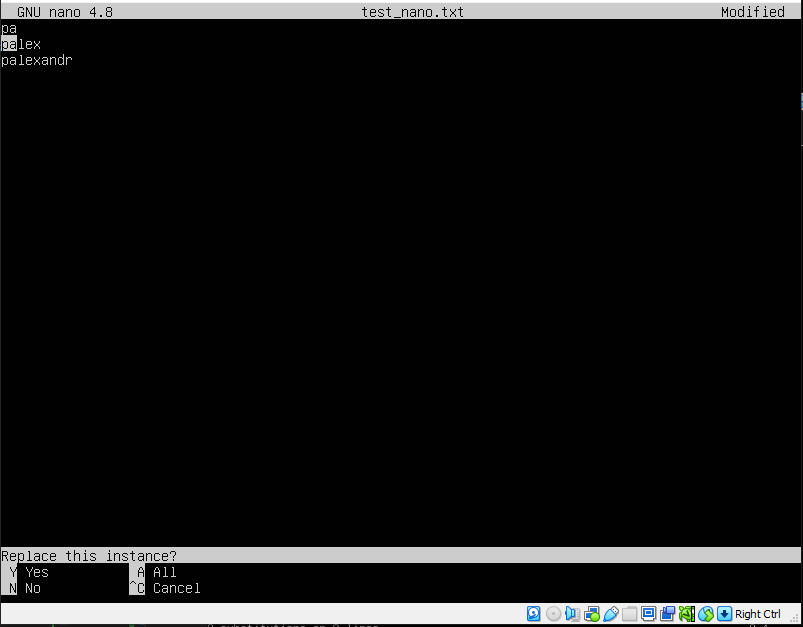 GNU nano 4.8 test_nano.txt Modified
pa
palex
palexandr
Replace this instance?
Y Yes A All
N No ^C Cancel
Right Ctrl